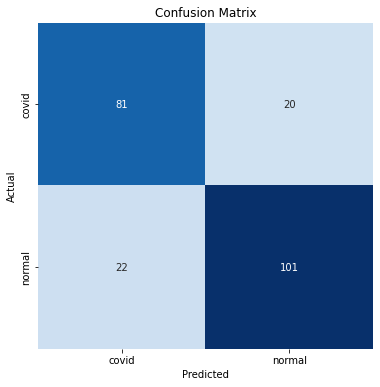 Confusion Matrix
covid
81
20
Actual
normal
22
101
covid
normal
Predicted